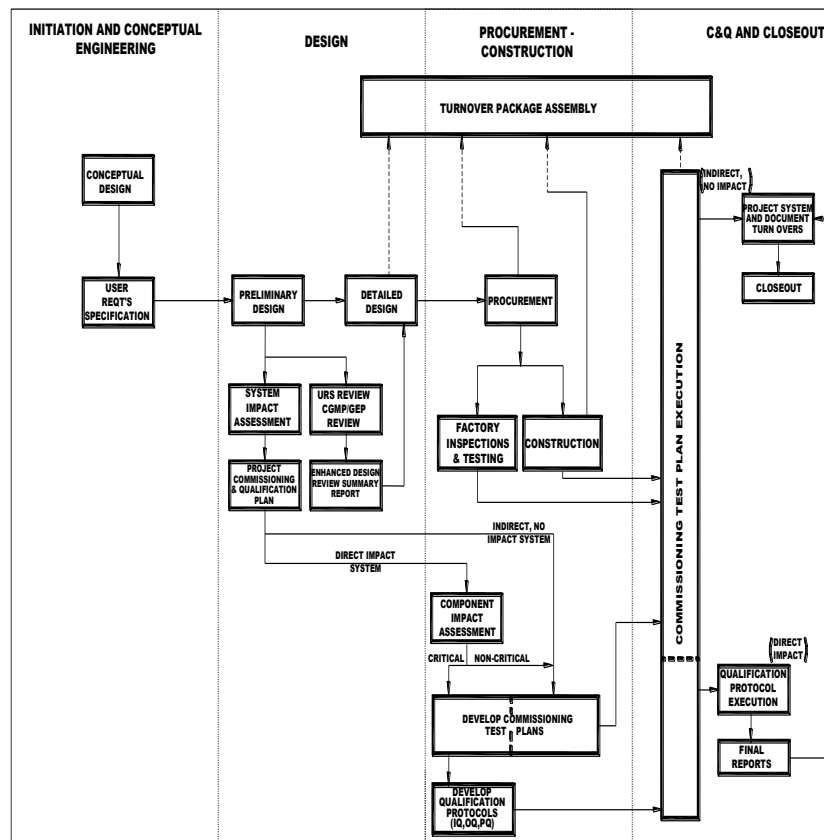 INITIATION AND CONCEPTUAL
ENGINEERING
DESIGN
PROCUREMENT -
CONSTRUCTION
C&Q AND CLOSEOUT
TURNOVER PACKAGE ASSEMBLY
CONCEPTUAL
DESIGN
(INDIRECT,
NO IMPACT)
PROJECT SYSTEM
AND DOCUMENT
TURN OVERS
CLOSEOUT
USER
REQT'S
SPECIFICATION
PRELIMINARY
DESIGN
DETAILED
DESIGN
PROCUREMENT
SYSTEM
IMPACT
ASSESSMENT
URS REVIEW
CGMP/GEP
REVIEW
FACTORY
INSPECTIONS
& TESTING
CONSTRUCTION
COMMISSIONING TEST PLAN EXECUTION
PROJECT
COMMISSIONING
& QUALIFICATION
PLAN
ENHANCED DESIGN
REVIEW SUMMARY
REPORT
INDIRECT, NO
IMPACT SYSTEM
DIRECT IMPACT
SYSTEM
COMPONENT
IMPACT
ASSESSMENT
CRITICAL
NON-CRITICAL
(DIRECT
IMPACT)
QUALIFICATION
PROTOCOL
EXECUTION
DEVELOP COMMISSIONING
TEST PLANS
FINAL
REPORTS
DEVELOP
QUALIFICATION
PROTOCOLS
(IQ,OQ,PQ)